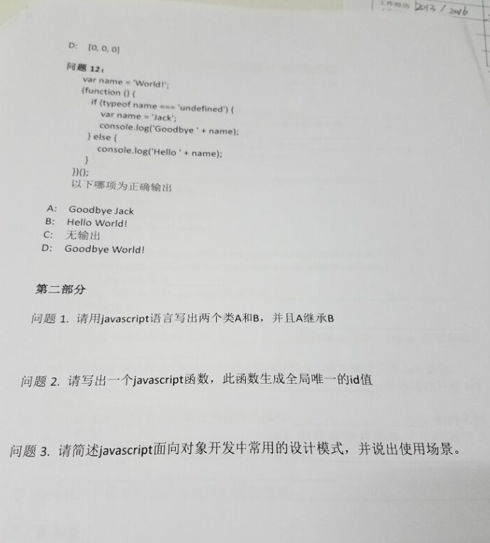 2013 / 2016
D: [0, 0, 0]
问题 12:
var name = 'World!';
(function () {
if (typeof name === 'undefined') {
var name = 'Jack';
console.log('Goodbye ' + name);
} else {
console.log('Hello ' + name);
}
})();
以下哪项为正确输出
A: Goodbye Jack
B: Hello World!
C: 无输出
D: Goodbye World!
第二部分
问题 1. 请用javascript语言写出两个类A和B，并且A继承B
问题 2. 请写出一个javascript函数，此函数生成全局唯一的id值
问题 3. 请简述javascript面向对象开发中常用的设计模式，并说出使用场景。